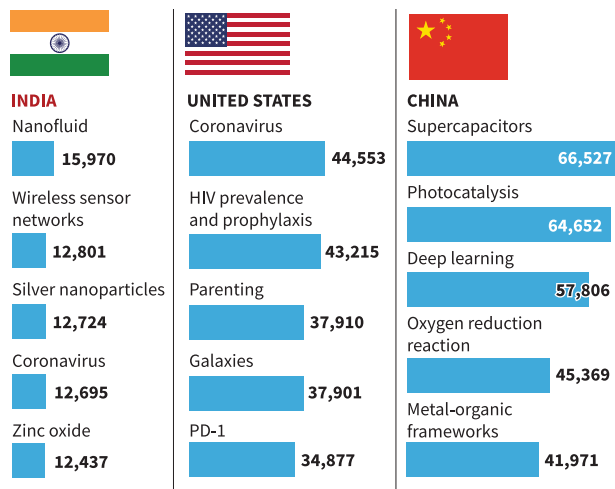 INDIA
Nanofluid
15,970
Wireless sensor
networks
12,801
Silver nanoparticles
12,724
Coronavirus
12,695
Zinc oxide
12,437
UNITED STATES
Coronavirus
44,553
HIV prevalence
and prophylaxis
43,215
Parenting
37,910
Galaxies
37,901
PD-1
34,877
CHINA
Supercapacitors
66,527
Photocatalysis
64,652
Deep learning
57,806
Oxygen reduction
reaction
45,369
Metal-organic
frameworks
41,971